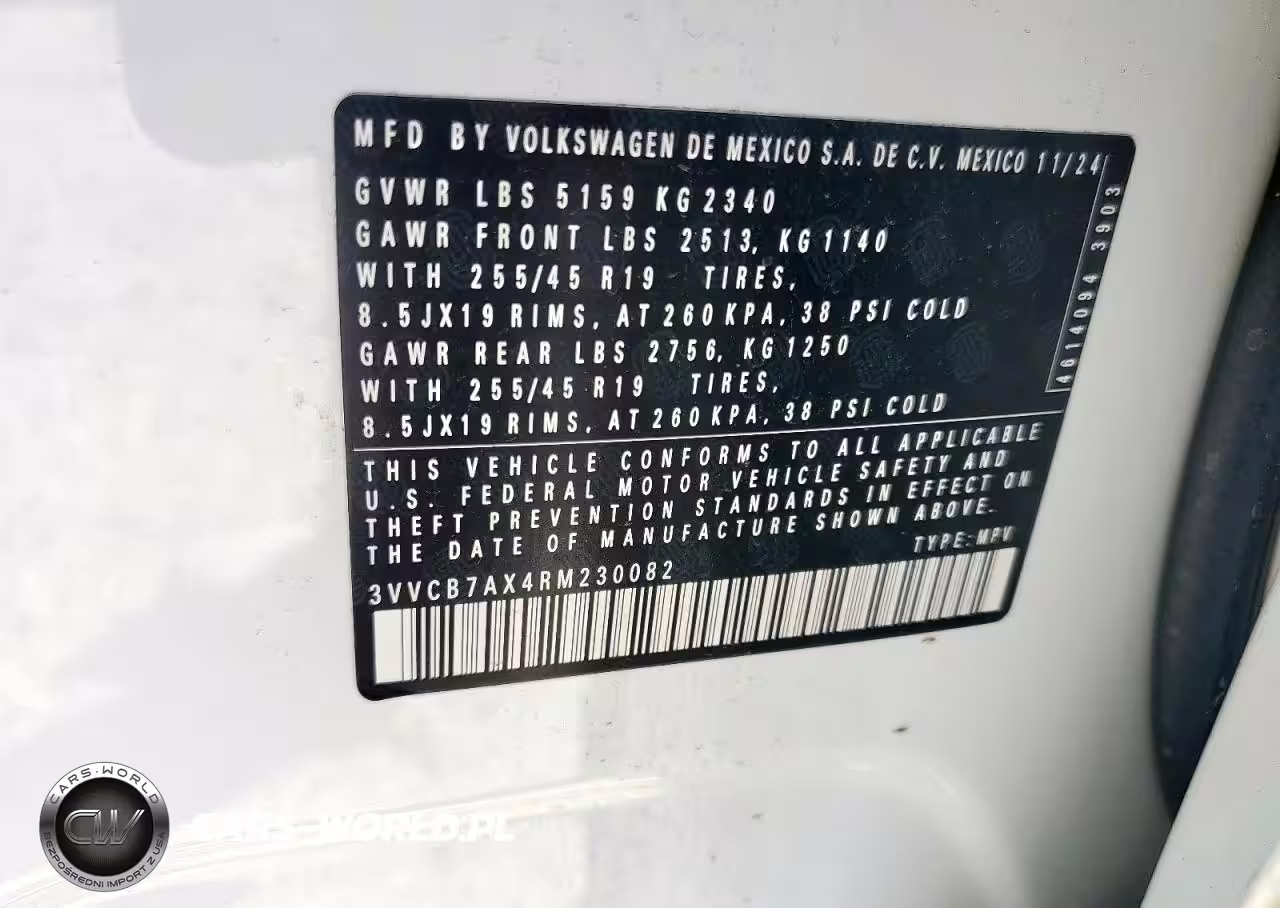 MFD BY VOLKSWAGEN DE MEXICO S.A. DE C.V. MEXICO 11/24
GVWR LBS 5159 KG 2340
GAWR FRONT LBS 2513, KG 1140
WITH 255/45 R19 TIRES,
8.5JX19 RIMS, AT 260 KPA, 38 PSI COLD
GAWR REAR LBS 2756, KG 1250
WITH 255/45 R19 TIRES,
8.5JX19 RIMS, AT 260 KPA, 38 PSI COLD
4614094 3903
THIS VEHICLE CONFORMS TO ALL APPLICABLE
U.S. FEDERAL MOTOR VEHICLE SAFETY AND
THEFT PREVENTION STANDARDS IN EFFECT ON
THE DATE OF MANUFACTURE SHOWN ABOVE.
TYPE:MPV
3VVCB7AX4RM230082
CARS-WORLD
CW
BEZPOŚREDNI IMPORT Z USA
CARS-WORLD.PL